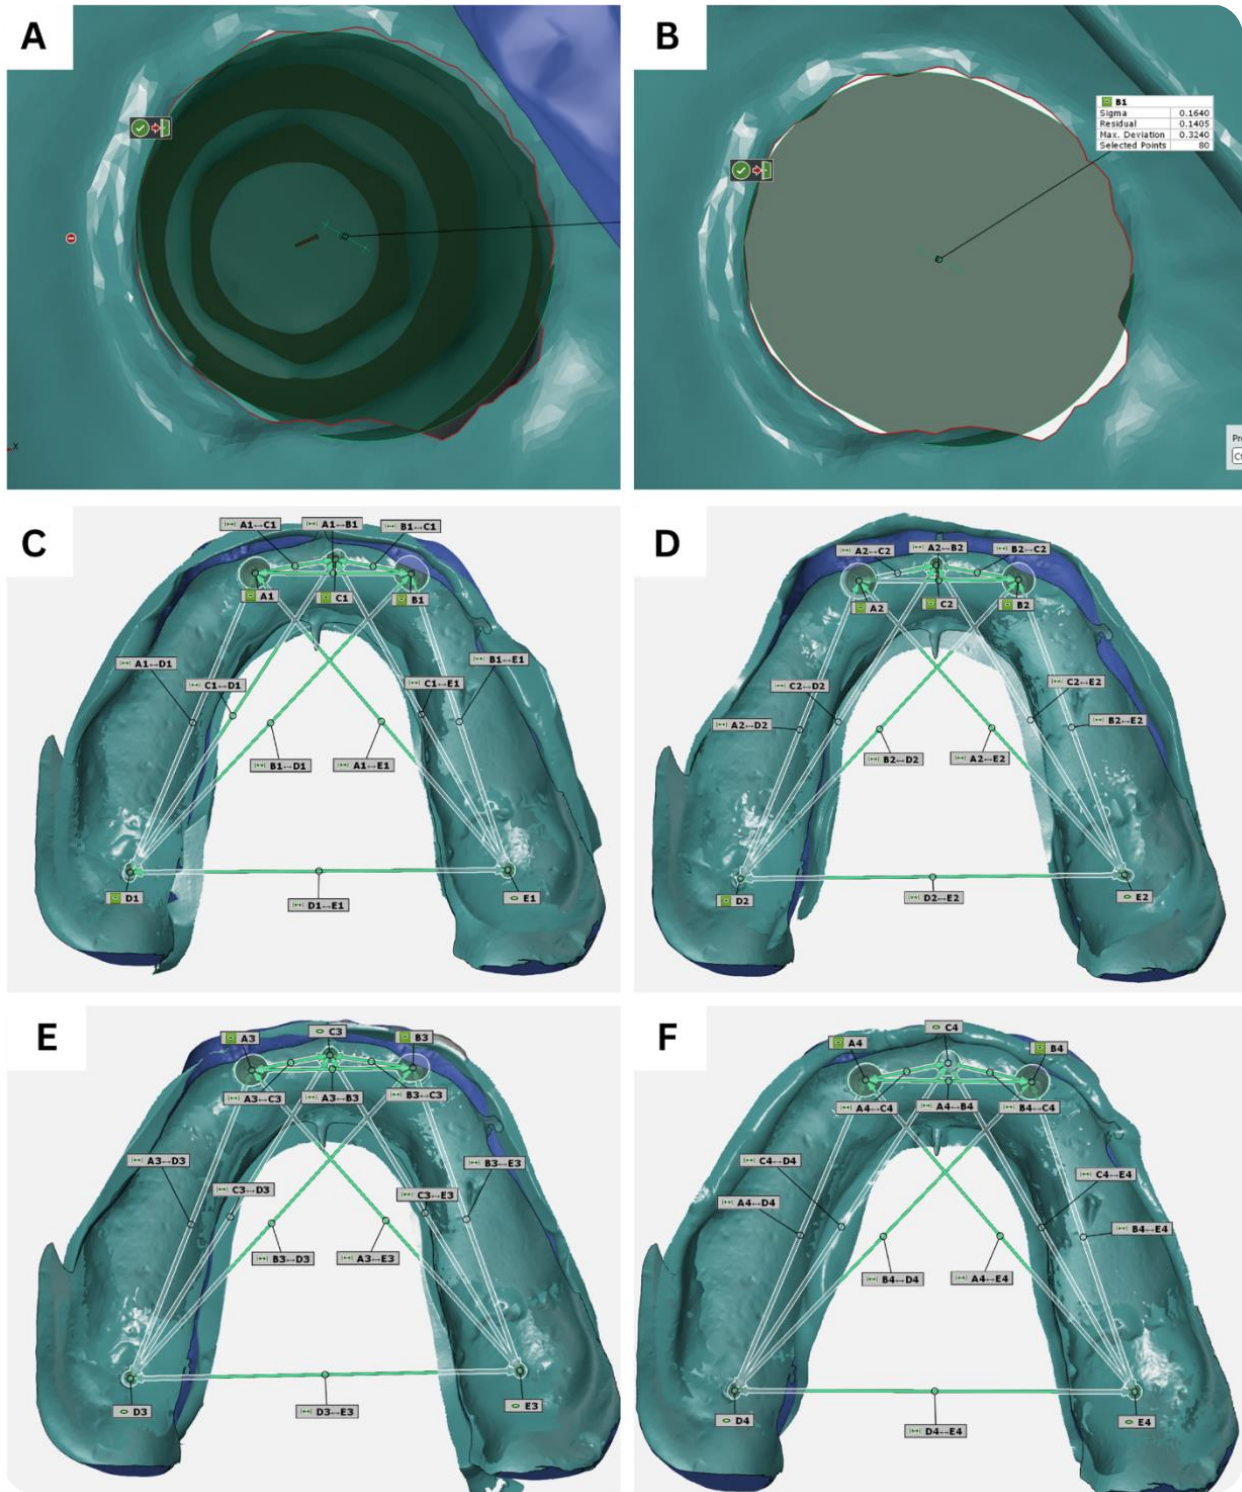 A
B
B1
Sigma 0.1640
Residual 0.1405
Max. Deviation 0.3240
Selected Points 80
x
C
A1↔C1
A1↔B1
B1↔C1
A1
C1
B1
A1↔D1
C1↔D1
C1↔E1
B1↔E1
B1↔D1
A1↔E1
D1
E1
D1↔E1
D
A2↔C2
A2↔B2
B2↔C2
A2
C2
B2
C2↔D2
C2↔E2
A2↔D2
B2↔E2
B2↔D2
A2↔E2
D2
E2
D2↔E2
E
A3
C3
B3
A3↔C3
A3↔B3
B3↔C3
A3↔D3
B3↔E3
C3↔D3
C3↔E3
B3↔D3
A3↔E3
D3
E3
D3↔E3
F
A4
C4
B4
A4↔C4
A4↔B4
B4↔C4
C4↔D4
C4↔E4
A4↔D4
B4↔E4
B4↔D4
A4↔E4
D4
E4
D4↔E4